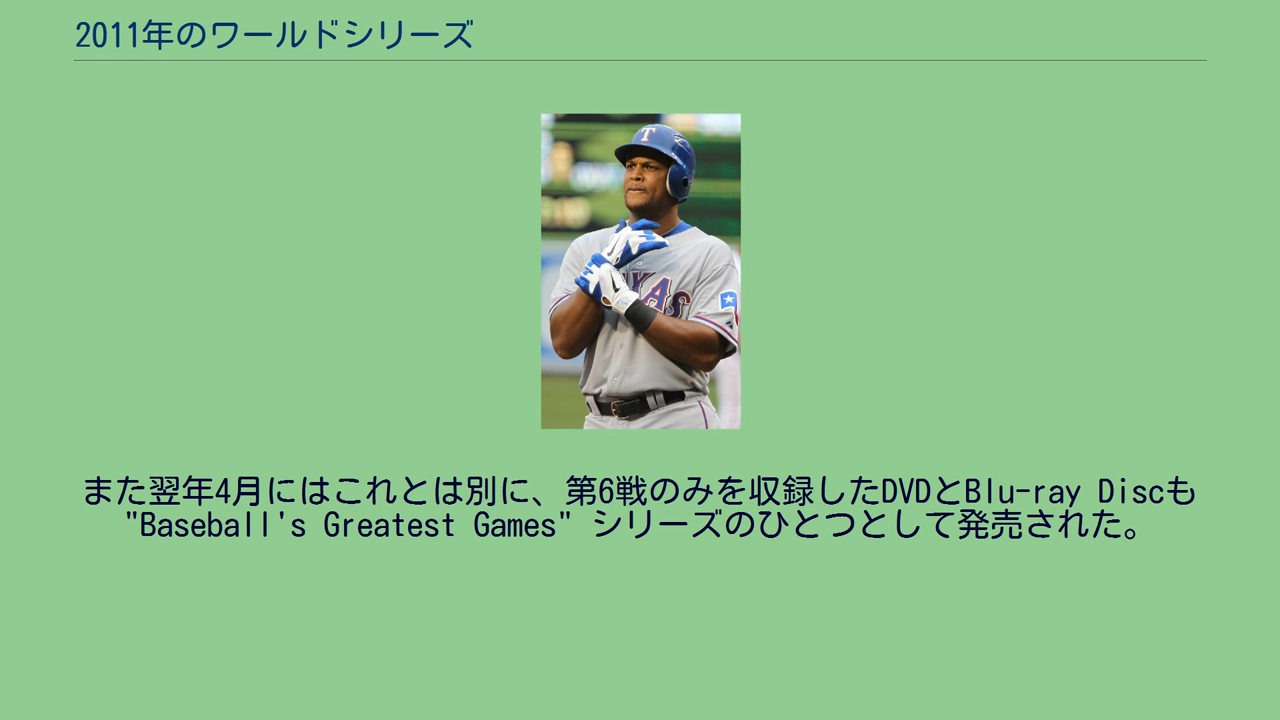 2011年のワールドシリーズ
T
また翌年4月にはこれとは別に、第6戦のみを収録したDVDとBlu-ray Discも
"Baseball's Greatest Games" シリーズのひとつとして発売された。